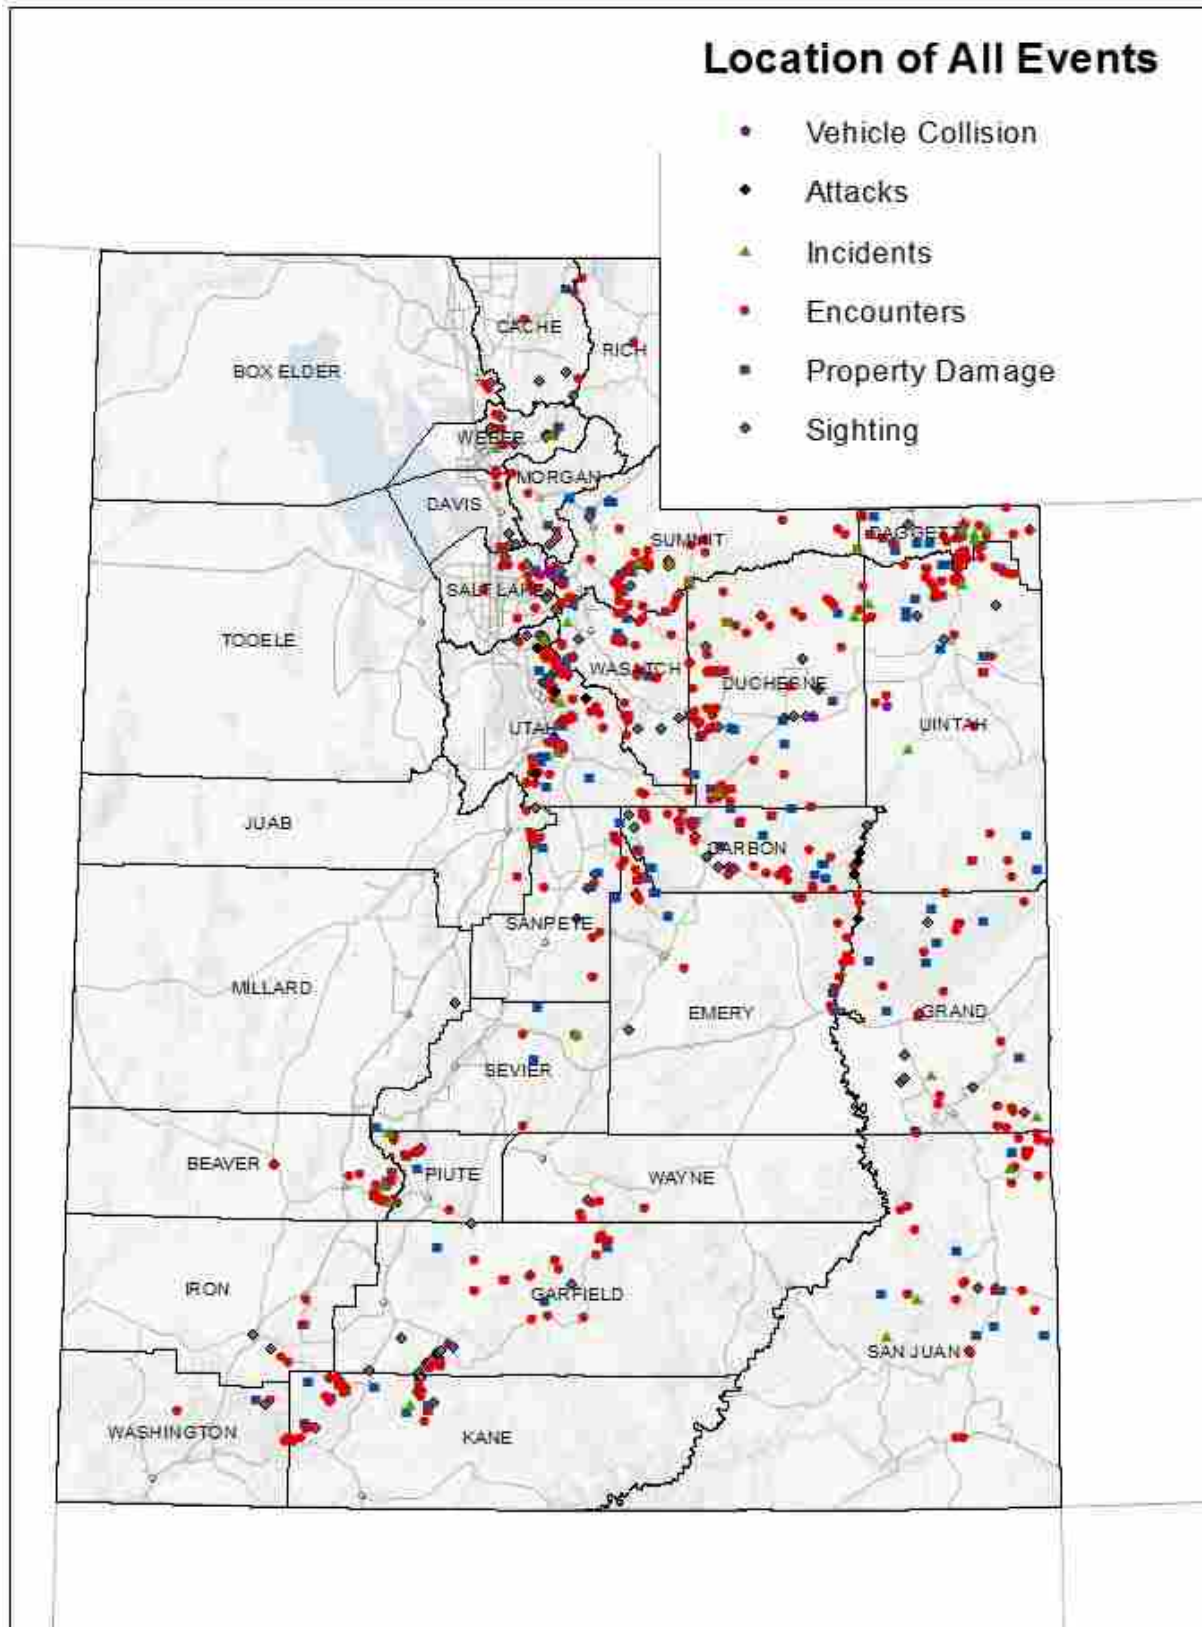 Location of All Events
Vehicle Collision
Attacks
Incidents
Encounters
Property Damage
Sighting
CACHE
RICH
BOX ELDER
WEBER
MORGAN
DAVIS
SUMMIT
DAGGETT
SALT LAKE
TOOELE
WASATCH
DUCHESNE
UTAH
UINTAH
JUAB
CARBON
SANPETE
MILLARD
EMERY
GRAND
SEVIER
BEAVER
PIUTE
WAYNE
IRON
GARFIELD
SAN JUAN
WASHINGTON
KANE